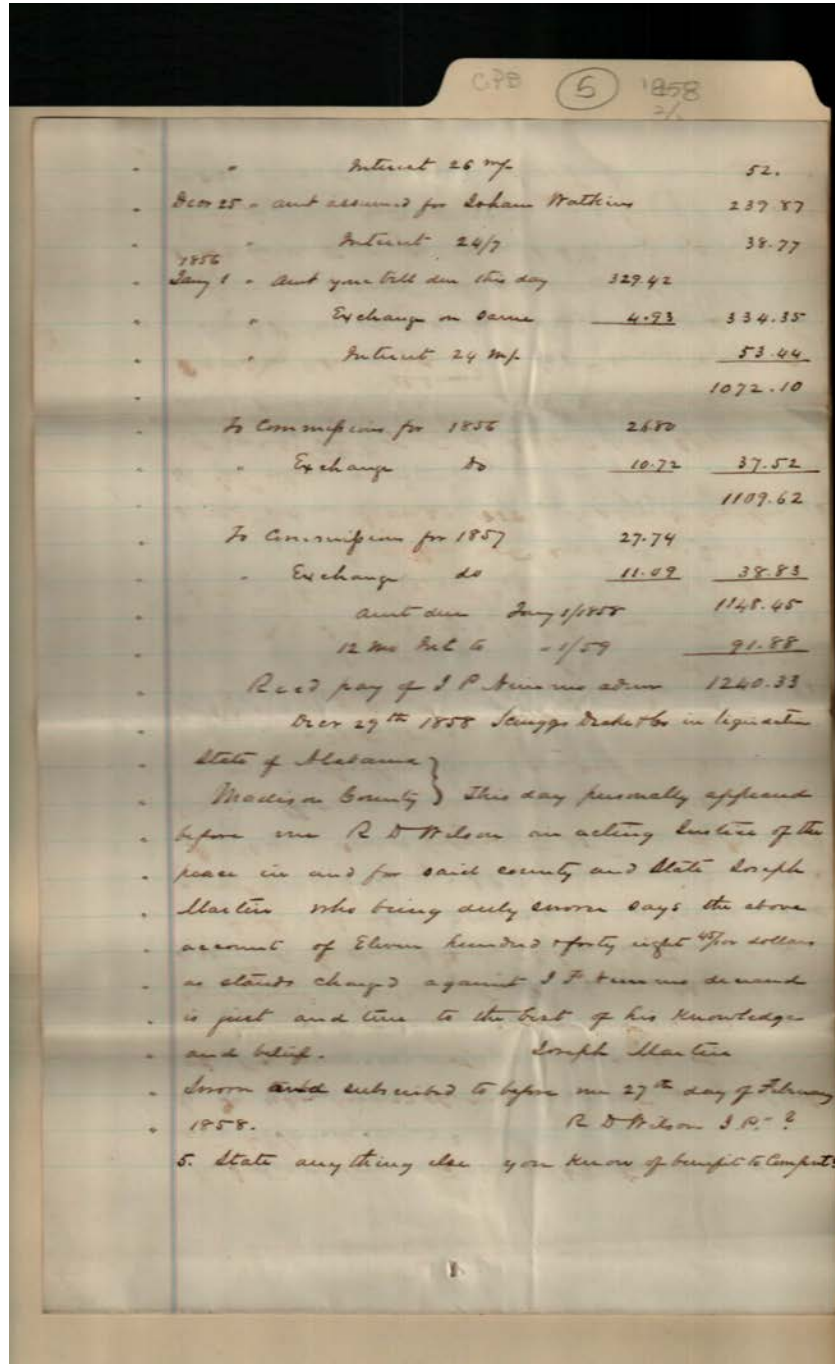 CPB 5 1858
2/
" " Interest 26 m/ 52.
" Decr 25 " amt assumed for Isham Watkins 239.87
" " Interest 24/7 38.77
1856
" Jany 1 " Amt your bill due this day 329.42
" " Exchange on same 4.93 334.35
" " Interest 24 m/ 53.44
" 1072.10
" To Commissions for 1856 2680
" " Exchange do 10.72 37.52
" 1109.62
" To Commissions for 1857 27.74
" " Exchange do 11.09 38.83
" amt due Jany 1/1858 1148.45
" 12 mo Int to " 1/59 91.88
" Recd pay of I P Nimmo admr 1240.33
" Decr 29th 1858 Scruggs Drake & Co in liquidation
" State of Alabama }
" Madison County } This day personally appeared
" before me R D Wilson an acting Justice of the
" peace in and for said county and State Joseph
" Martin who being duly sworn says the above
" account of Eleven hundred & forty eight 45/100 dollars
" as stands charged against I F Nimmo deceasd
" is just and true to the best of his knowledge
" and belief. Joseph Martin
" Sworn and subscribed to before me 27th day of February
" 1858. R D Wilson J.P. - ?
5. State anything else you know of benefit to Complt?